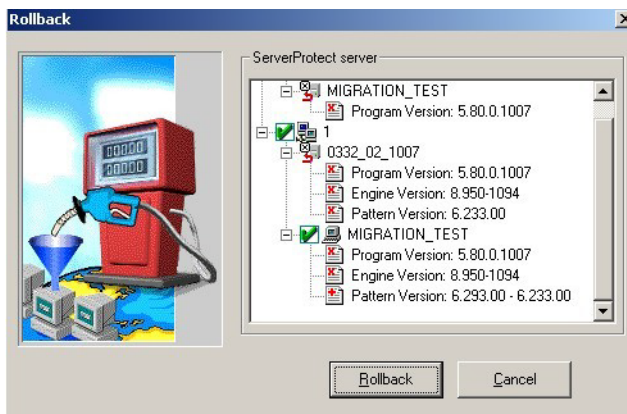 Rollback
ServerProtect server
MIGRATION_TEST
Program Version: 5.80.0.1007
1
0332_02_1007
Program Version: 5.80.0.1007
Engine Version: 8.950-1094
Pattern Version: 6.233.00
MIGRATION_TEST
Program Version: 5.80.0.1007
Engine Version: 8.950-1094
Pattern Version: 6.293.00 - 6.233.00
Rollback
Cancel